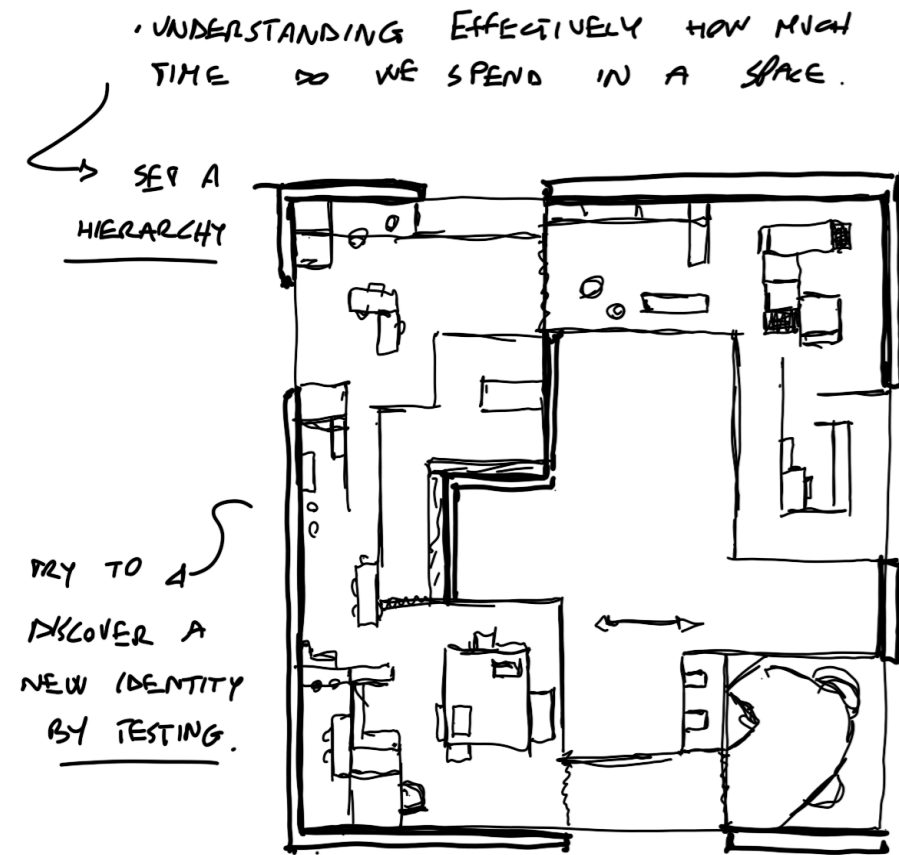 · UNDERSTANDING EFFECTIVELY HOW MUCH
TIME DO WE SPEND IN A SPACE.
SET A
HIERARCHY
TRY TO
DISCOVER A
NEW IDENTITY
BY TESTING.